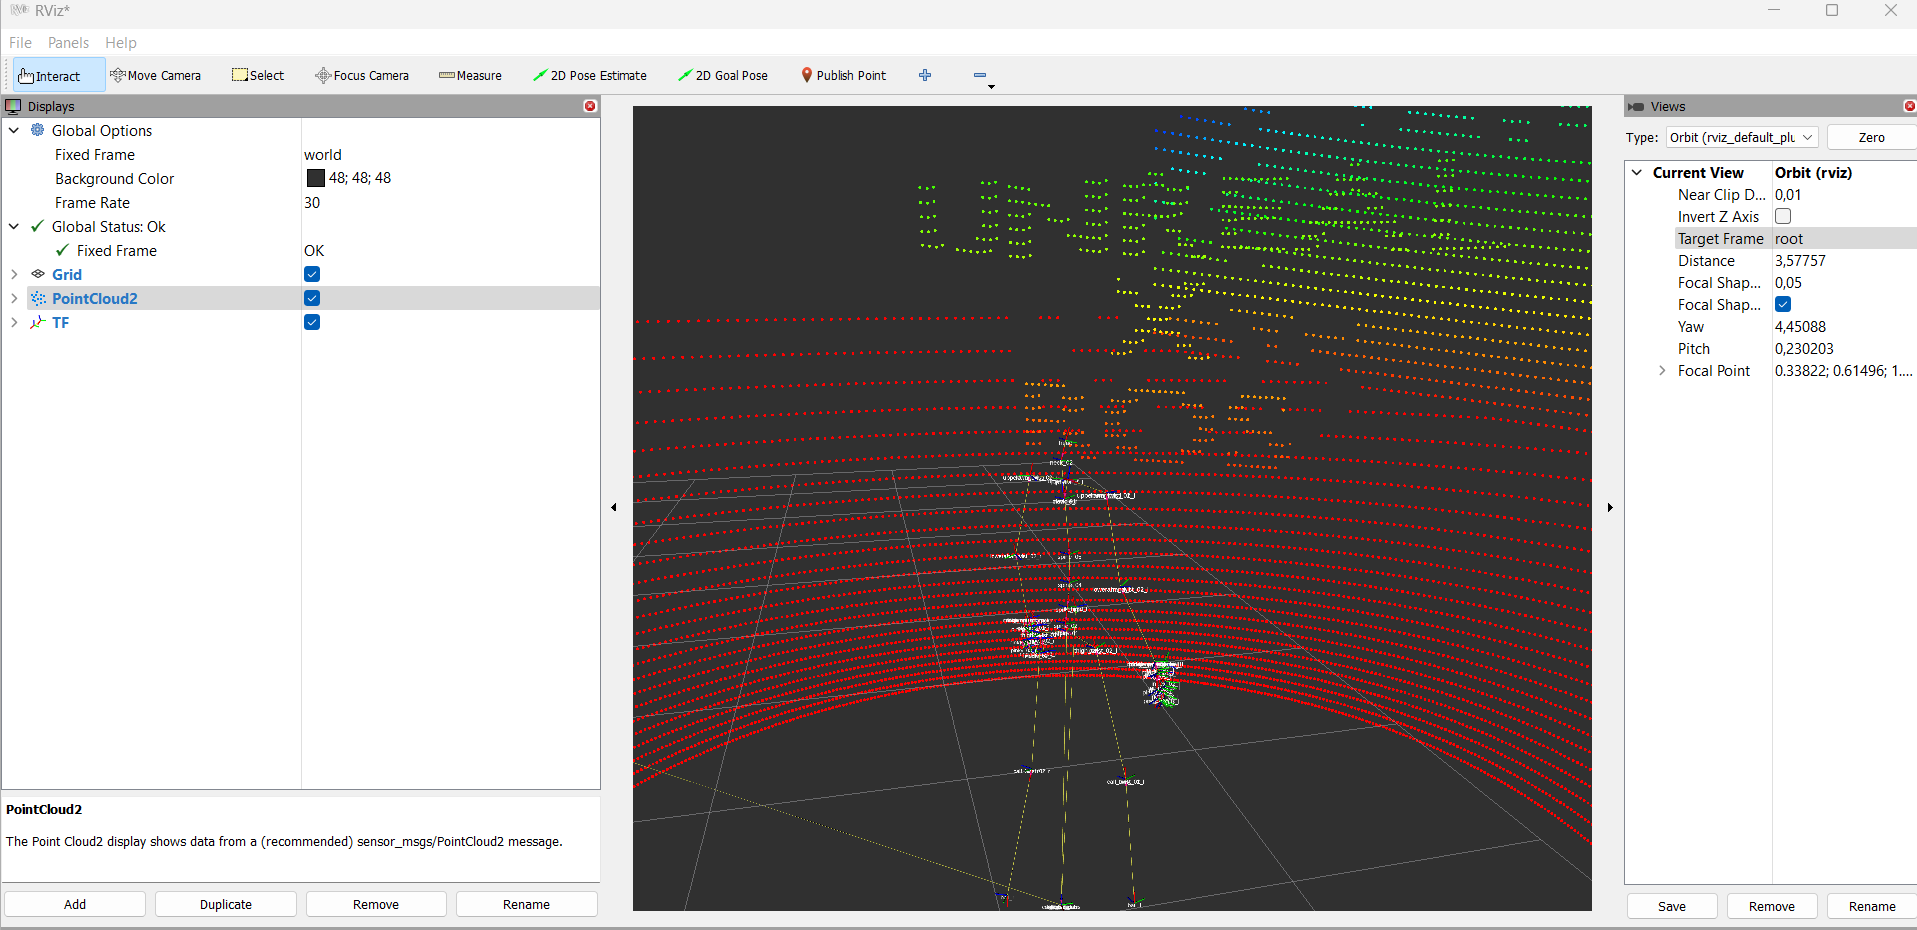 RViz*
File Panels Help
Interact Move Camera Select Focus Camera Measure 2D Pose Estimate 2D Goal Pose Publish Point
Displays
Global Options
Fixed Frame world
Background Color 48; 48; 48
Frame Rate 30
Global Status: Ok
Fixed Frame OK
Grid
PointCloud2
TF
PointCloud2
The Point Cloud2 display shows data from a (recommended) sensor_msgs/PointCloud2 message.
Add Duplicate Remove Rename
neck_02
spine_05
spine_04
Views
Type: Orbit (rviz_default_plu Zero
Current View Orbit (rviz)
Near Clip D... 0,01
Invert Z Axis
Target Frame root
Distance 3,57757
Focal Shap... 0,05
Focal Shap...
Yaw 4,45088
Pitch 0,230203
Focal Point 0.33822; 0.61496; 1....
Save Remove Rename